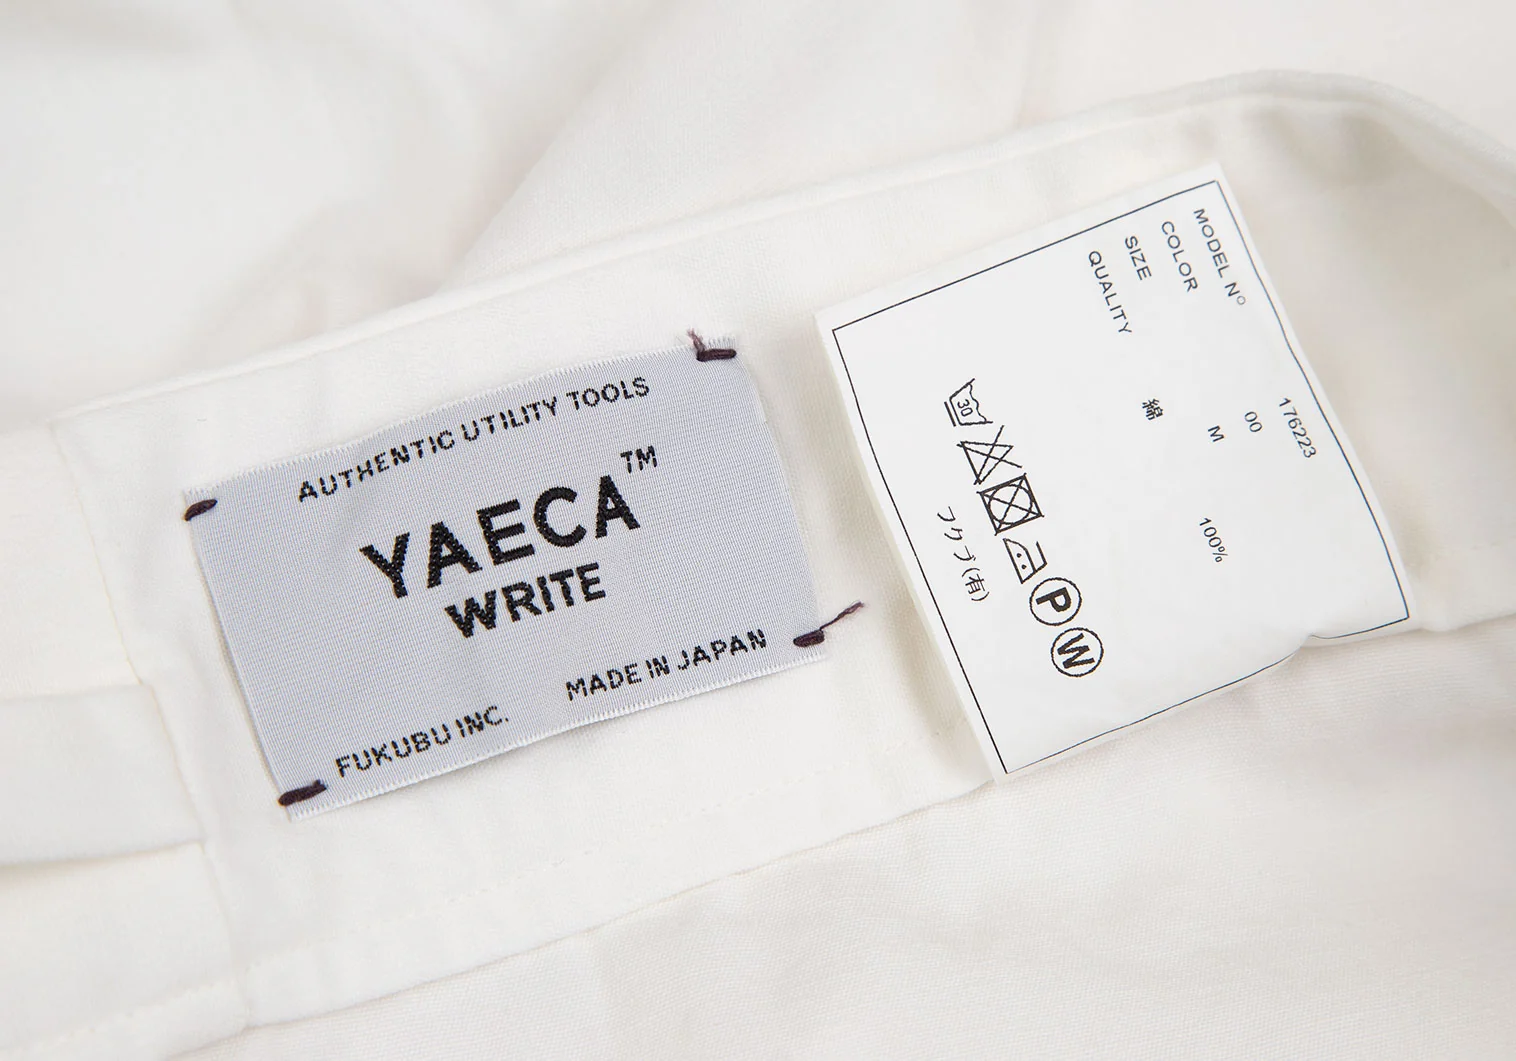 AUTHENTIC UTILITY TOOLS
YAECA™
WRITE
MADE IN JAPAN
FUKUBU INC.
MODEL Nº 176223
COLOR 00
SIZE M
QUALITY
綿 100%
30
P W
フクブ(有)